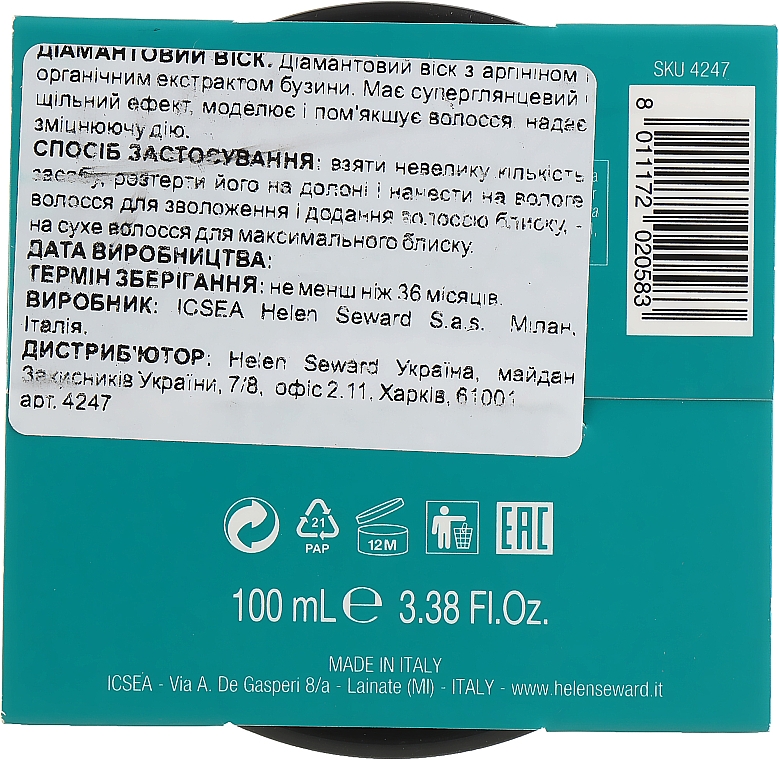 ДІАМАНТОВИЙ ВІСК. Діамантовий віск з аргініном і
органічним екстрактом бузини. Має суперглянцевий і
щільний ефект, моделює і пом'якшує волосся, надає
зміцнюючу дію.
СПОСІБ ЗАСТОСУВАННЯ: взяти невелику кількість
засобу, розтерти його на долоні і нанести на вологе
волосся для зволоження і додання волоссю блиску, -
на сухе волосся для максимального блиску.
ДАТА ВИРОБНИЦТВА:
ТЕРМІН ЗБЕРІГАННЯ: не менш ніж 36 місяців.
ВИРОБНИК: ICSEA Helen Seward S.a.s. Мілан,
Італія.
ДИСТРИБ'ЮТОР: Helen Seward Україна, майдан
Захисників України, 7/8, офіс 2.11, Харків, 61001
арт. 4247
SKU 4247
8 011172 020583
21
PAP
12M
EAC
100 mL e 3.38 Fl.Oz.
MADE IN ITALY
ICSEA - Via A. De Gasperi 8/a - Lainate (MI) - ITALY - www.helenseward.it